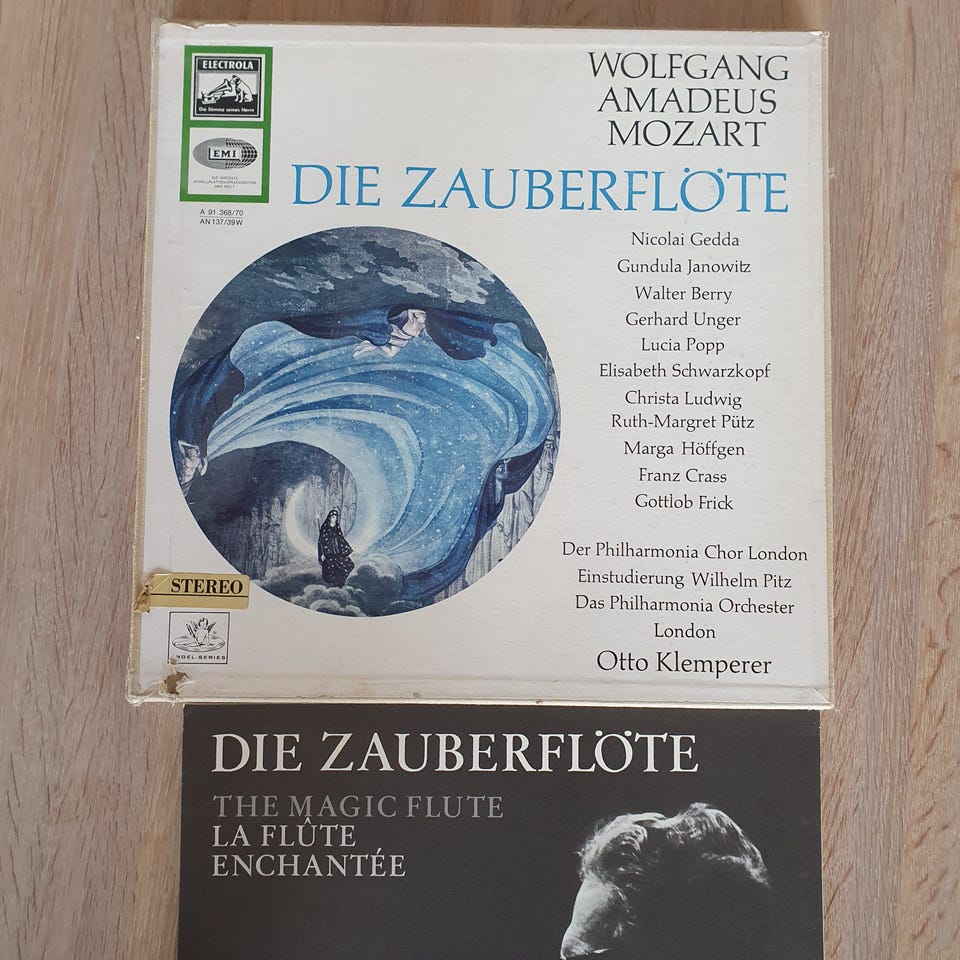 ELECTROLA
Die Stimme seines Herrn
EMI
DIE GRÖSSTE
SCHALLPLATTEN-ORGANISATION
DER WELT
A 91 368/70
AN 137/39 W
WOLFGANG
AMADEUS
MOZART
DIE ZAUBERFLÖTE
Nicolai Gedda
Gundula Janowitz
Walter Berry
Gerhard Unger
Lucia Popp
Elisabeth Schwarzkopf
Christa Ludwig
Ruth-Margret Pütz
Marga Höffgen
Franz Crass
Gottlob Frick
Der Philharmonia Chor London
Einstudierung Wilhelm Pitz
Das Philharmonia Orchester
London
Otto Klemperer
STEREO
NGEL-SERIES
DIE ZAUBERFLÖTE
THE MAGIC FLUTE
LA FLÛTE
ENCHANTÉE